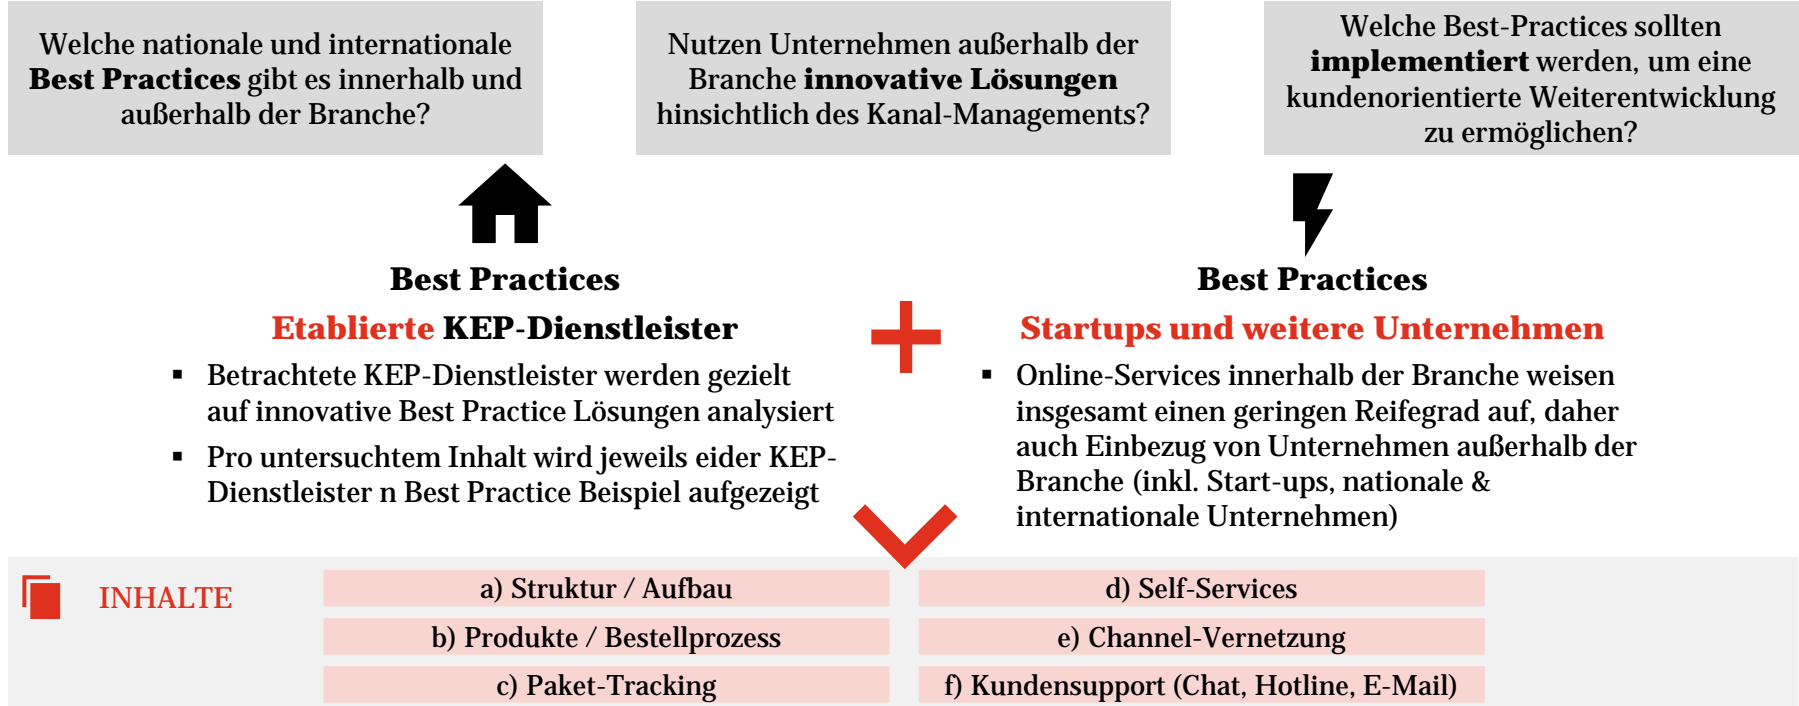 Welche nationale und internationale
Best Practices gibt es innerhalb und
außerhalb der Branche?
Nutzen Unternehmen außerhalb der
Branche innovative Lösungen
hinsichtlich des Kanal-Managements?
Welche Best-Practices sollten
implementiert werden, um eine
kundenorientierte Weiterentwicklung
zu ermöglichen?
Best Practices
Etablierte KEP-Dienstleister
▪ Betrachtete KEP-Dienstleister werden gezielt
auf innovative Best Practice Lösungen analysiert
▪ Pro untersuchtem Inhalt wird jeweils eider KEP-
Dienstleister n Best Practice Beispiel aufgezeigt
Best Practices
Startups und weitere Unternehmen
▪ Online-Services innerhalb der Branche weisen
insgesamt einen geringen Reifegrad auf, daher
auch Einbezug von Unternehmen außerhalb der
Branche (inkl. Start-ups, nationale &
internationale Unternehmen)
INHALTE
a) Struktur / Aufbau
b) Produkte / Bestellprozess
c) Paket-Tracking
d) Self-Services
e) Channel-Vernetzung
f) Kundensupport (Chat, Hotline, E-Mail)